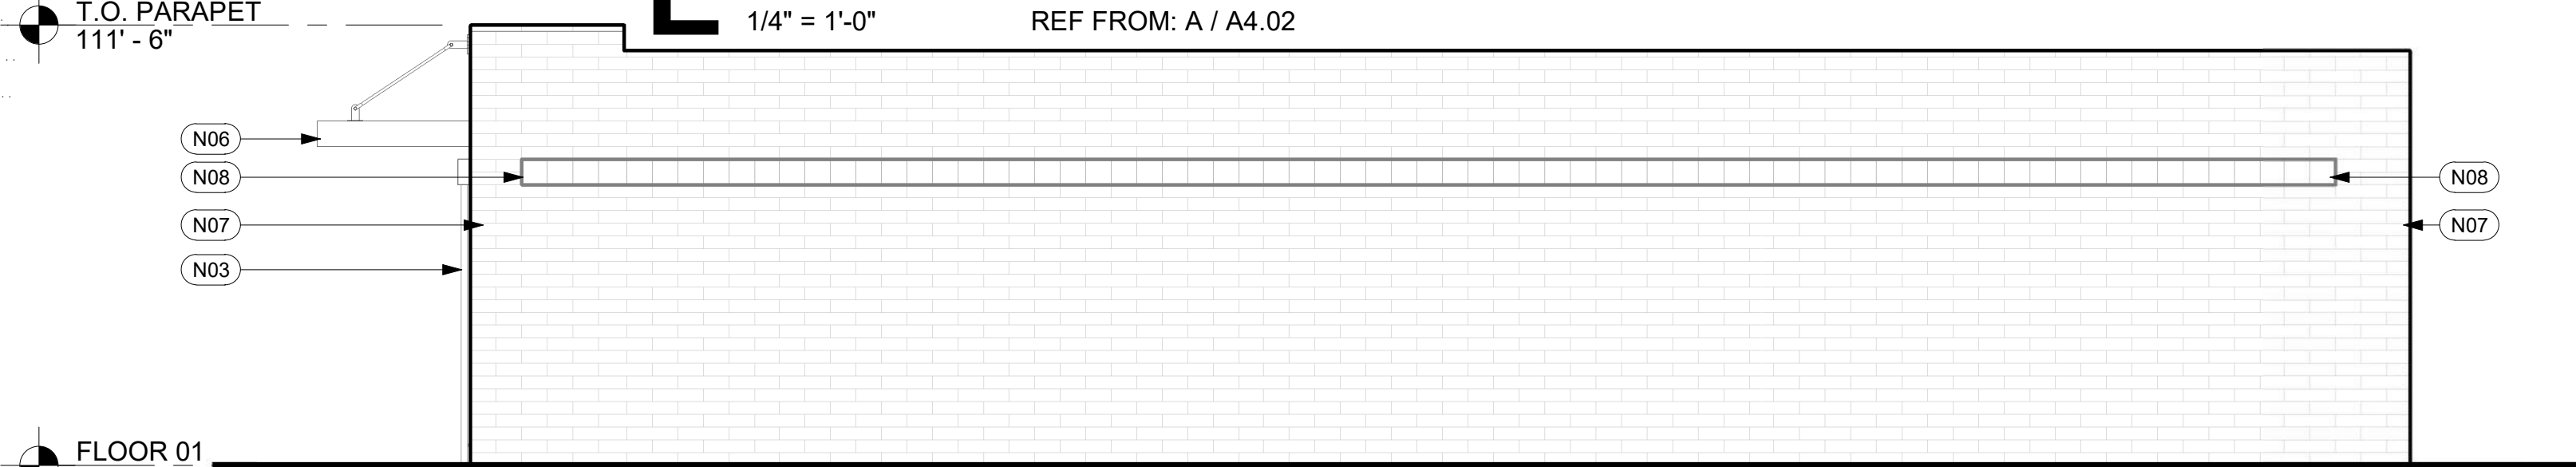 T.O. PARAPET
111' - 6"
1/4" = 1'-0"
REF FROM: A / A4.02
N06
N08
N08
N07
N07
N03
FLOOR 01